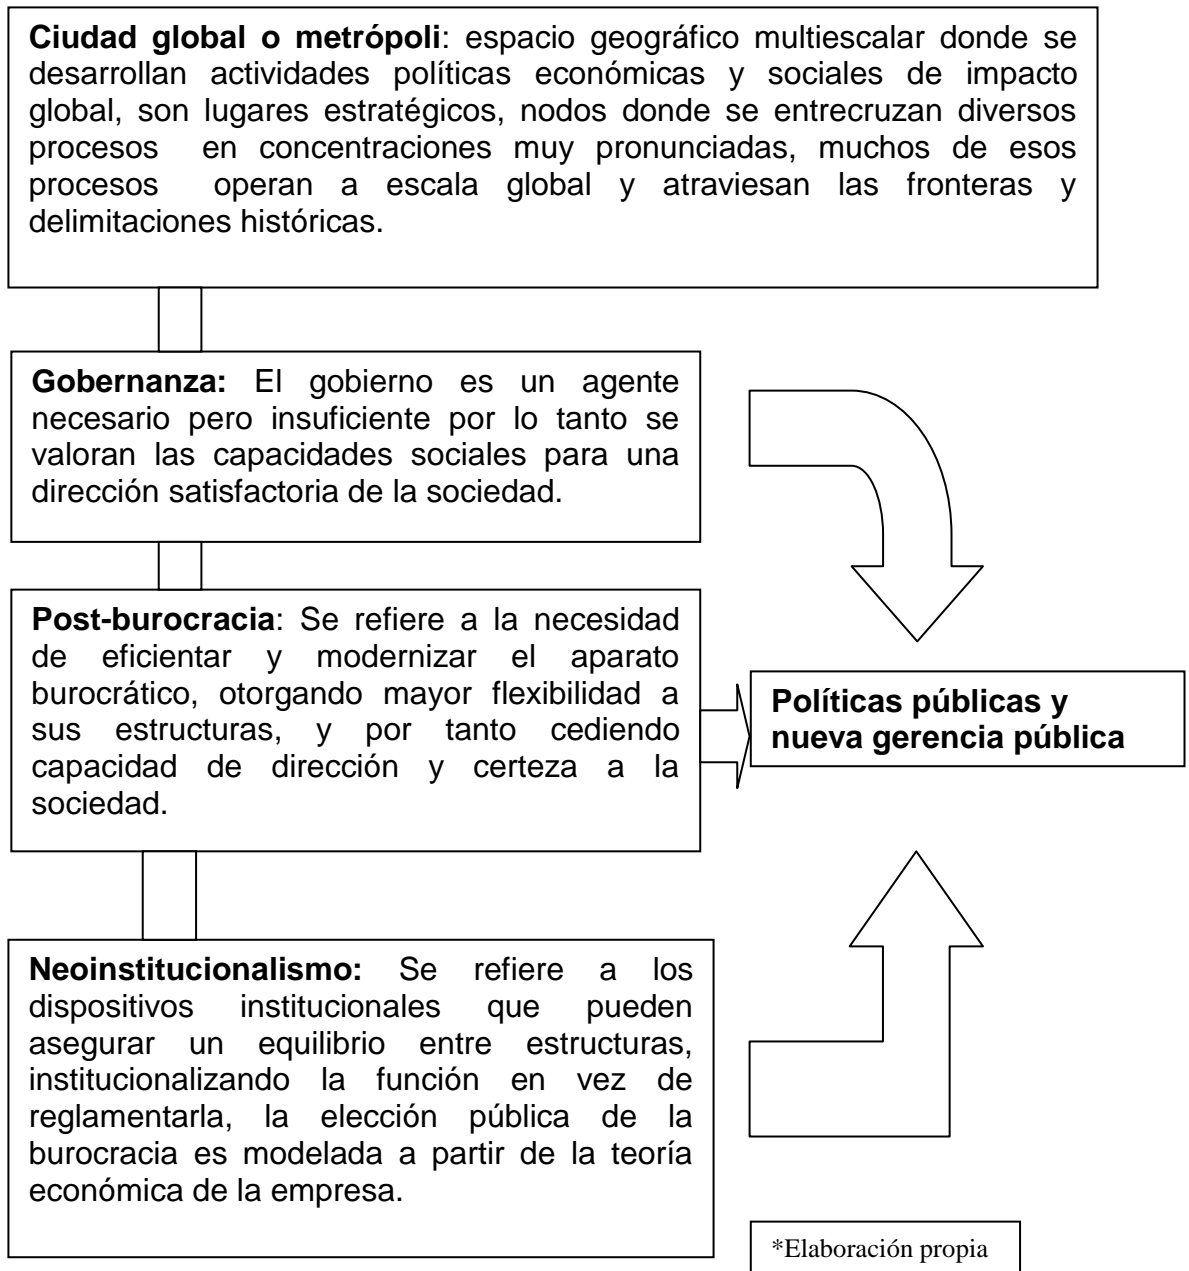 Ciudad global o metrópoli: espacio geográfico multiescalar donde se
desarrollan actividades políticas económicas y sociales de impacto
global, son lugares estratégicos, nodos donde se entrecruzan diversos
procesos en concentraciones muy pronunciadas, muchos de esos
procesos operan a escala global y atraviesan las fronteras y
delimitaciones históricas.
Gobernanza: El gobierno es un agente
necesario pero insuficiente por lo tanto se
valoran las capacidades sociales para una
dirección satisfactoria de la sociedad.
Post-burocracia: Se refiere a la necesidad
de eficientar y modernizar el aparato
burocrático, otorgando mayor flexibilidad a
sus estructuras, y por tanto cediendo
capacidad de dirección y certeza a la
sociedad.
Políticas públicas y
nueva gerencia pública
Neoinstitucionalismo: Se refiere a los
dispositivos institucionales que pueden
asegurar un equilibrio entre estructuras,
institucionalizando la función en vez de
reglamentarla, la elección pública de la
burocracia es modelada a partir de la teoría
económica de la empresa.
*Elaboración propia